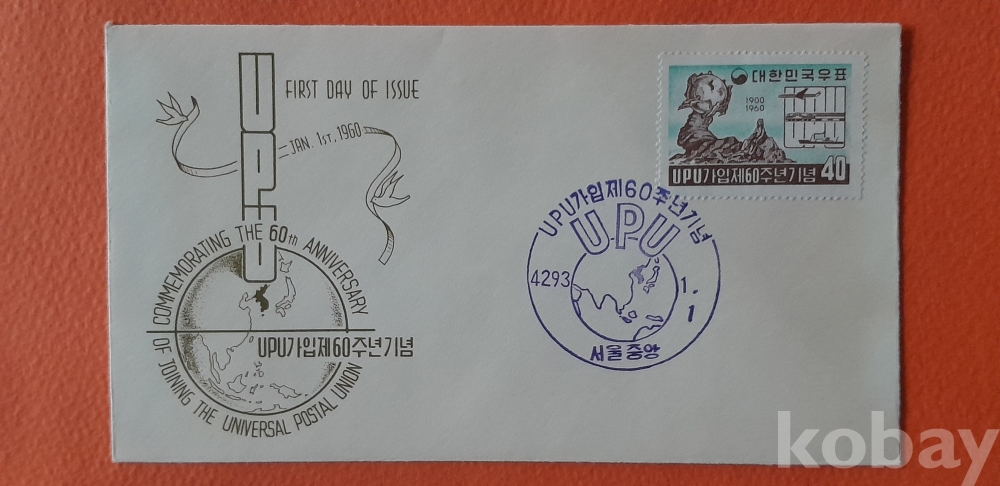 UPU
FIRST DAY OF ISSUE
JAN. 1ST, 1960
COMMEMORATING THE 60th ANNIVERSARY
OF JOINING THE UNIVERSAL POSTAL UNION
UPU가입제60주년기념
대한민국우표
1900
1960
UPU
UPU가입제60주년기념 40
UPU가입제60주년기념
UPU
4293 1. 1
서울중앙
kobay